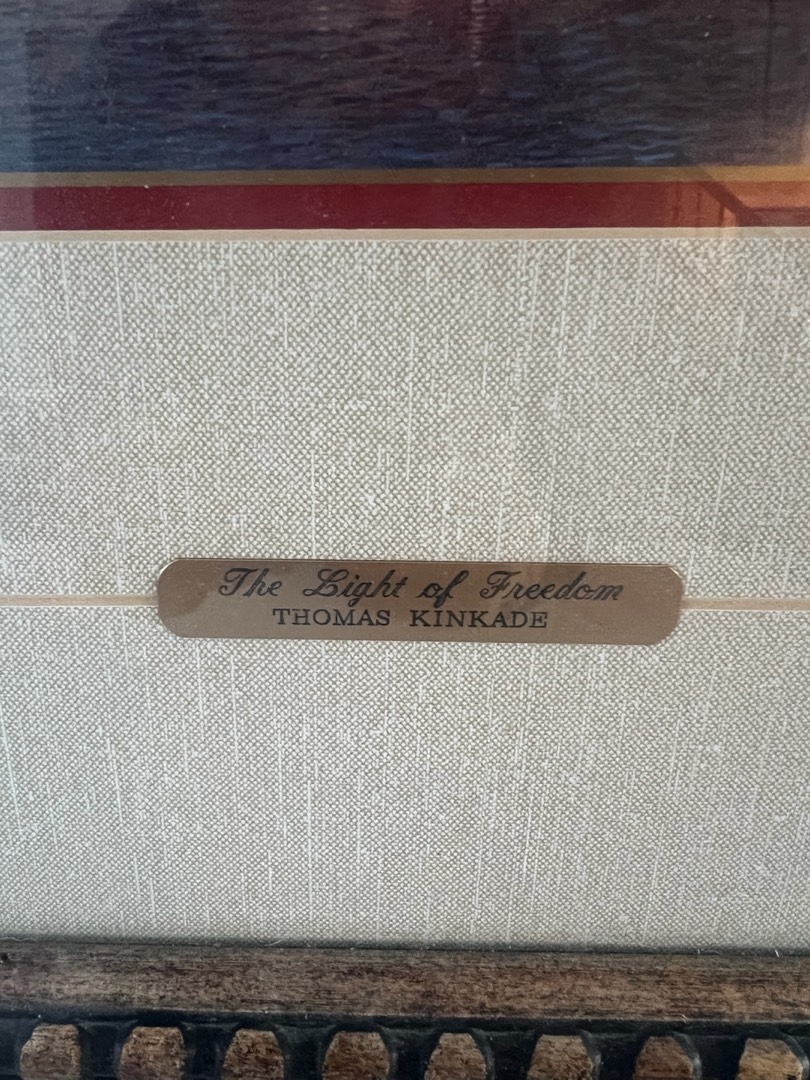 The Light of Freedom
THOMAS KINKADE